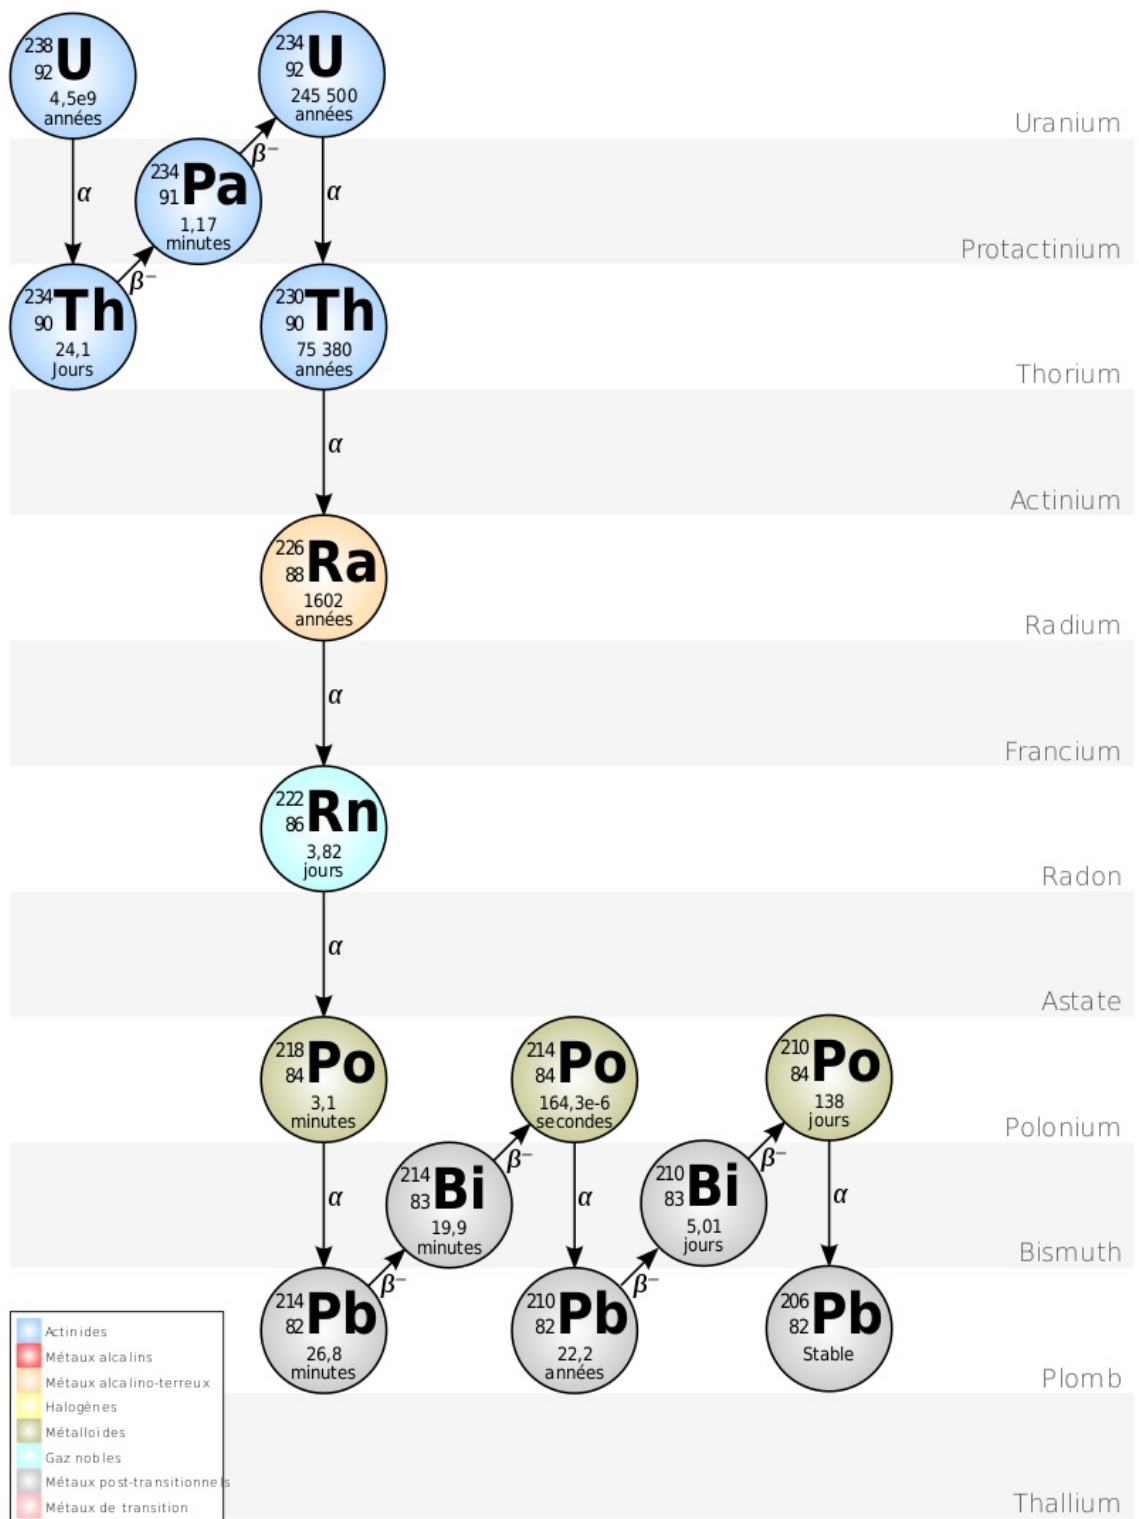 238
92 U
4,5e9
années
234
92 U
245 500
années
Uranium
α
234
91 Pa
1,17
minutes
β⁻
α
Protactinium
234
90 Th
24,1
Jours
β⁻
230
90 Th
75 380
années
Thorium
α
Actinium
226
88 Ra
1602
années
Radium
α
Francium
222
86 Rn
3,82
jours
Radon
α
Astate
218
84 Po
3,1
minutes
214
84 Po
164,3e-6
secondes
210
84 Po
138
jours
Polonium
α
214
83 Bi
19,9
minutes
β⁻
α
210
83 Bi
5,01
jours
β⁻
α
Bismuth
214
82 Pb
26,8
minutes
β⁻
210
82 Pb
22,2
années
β⁻
206
82 Pb
Stable
Plomb
Actinides
Métaux alcalins
Métaux alcalino-terreux
Halogènes
Métalloïdes
Gaz nobles
Métaux post-transitionnels
Métaux de transition
Thallium